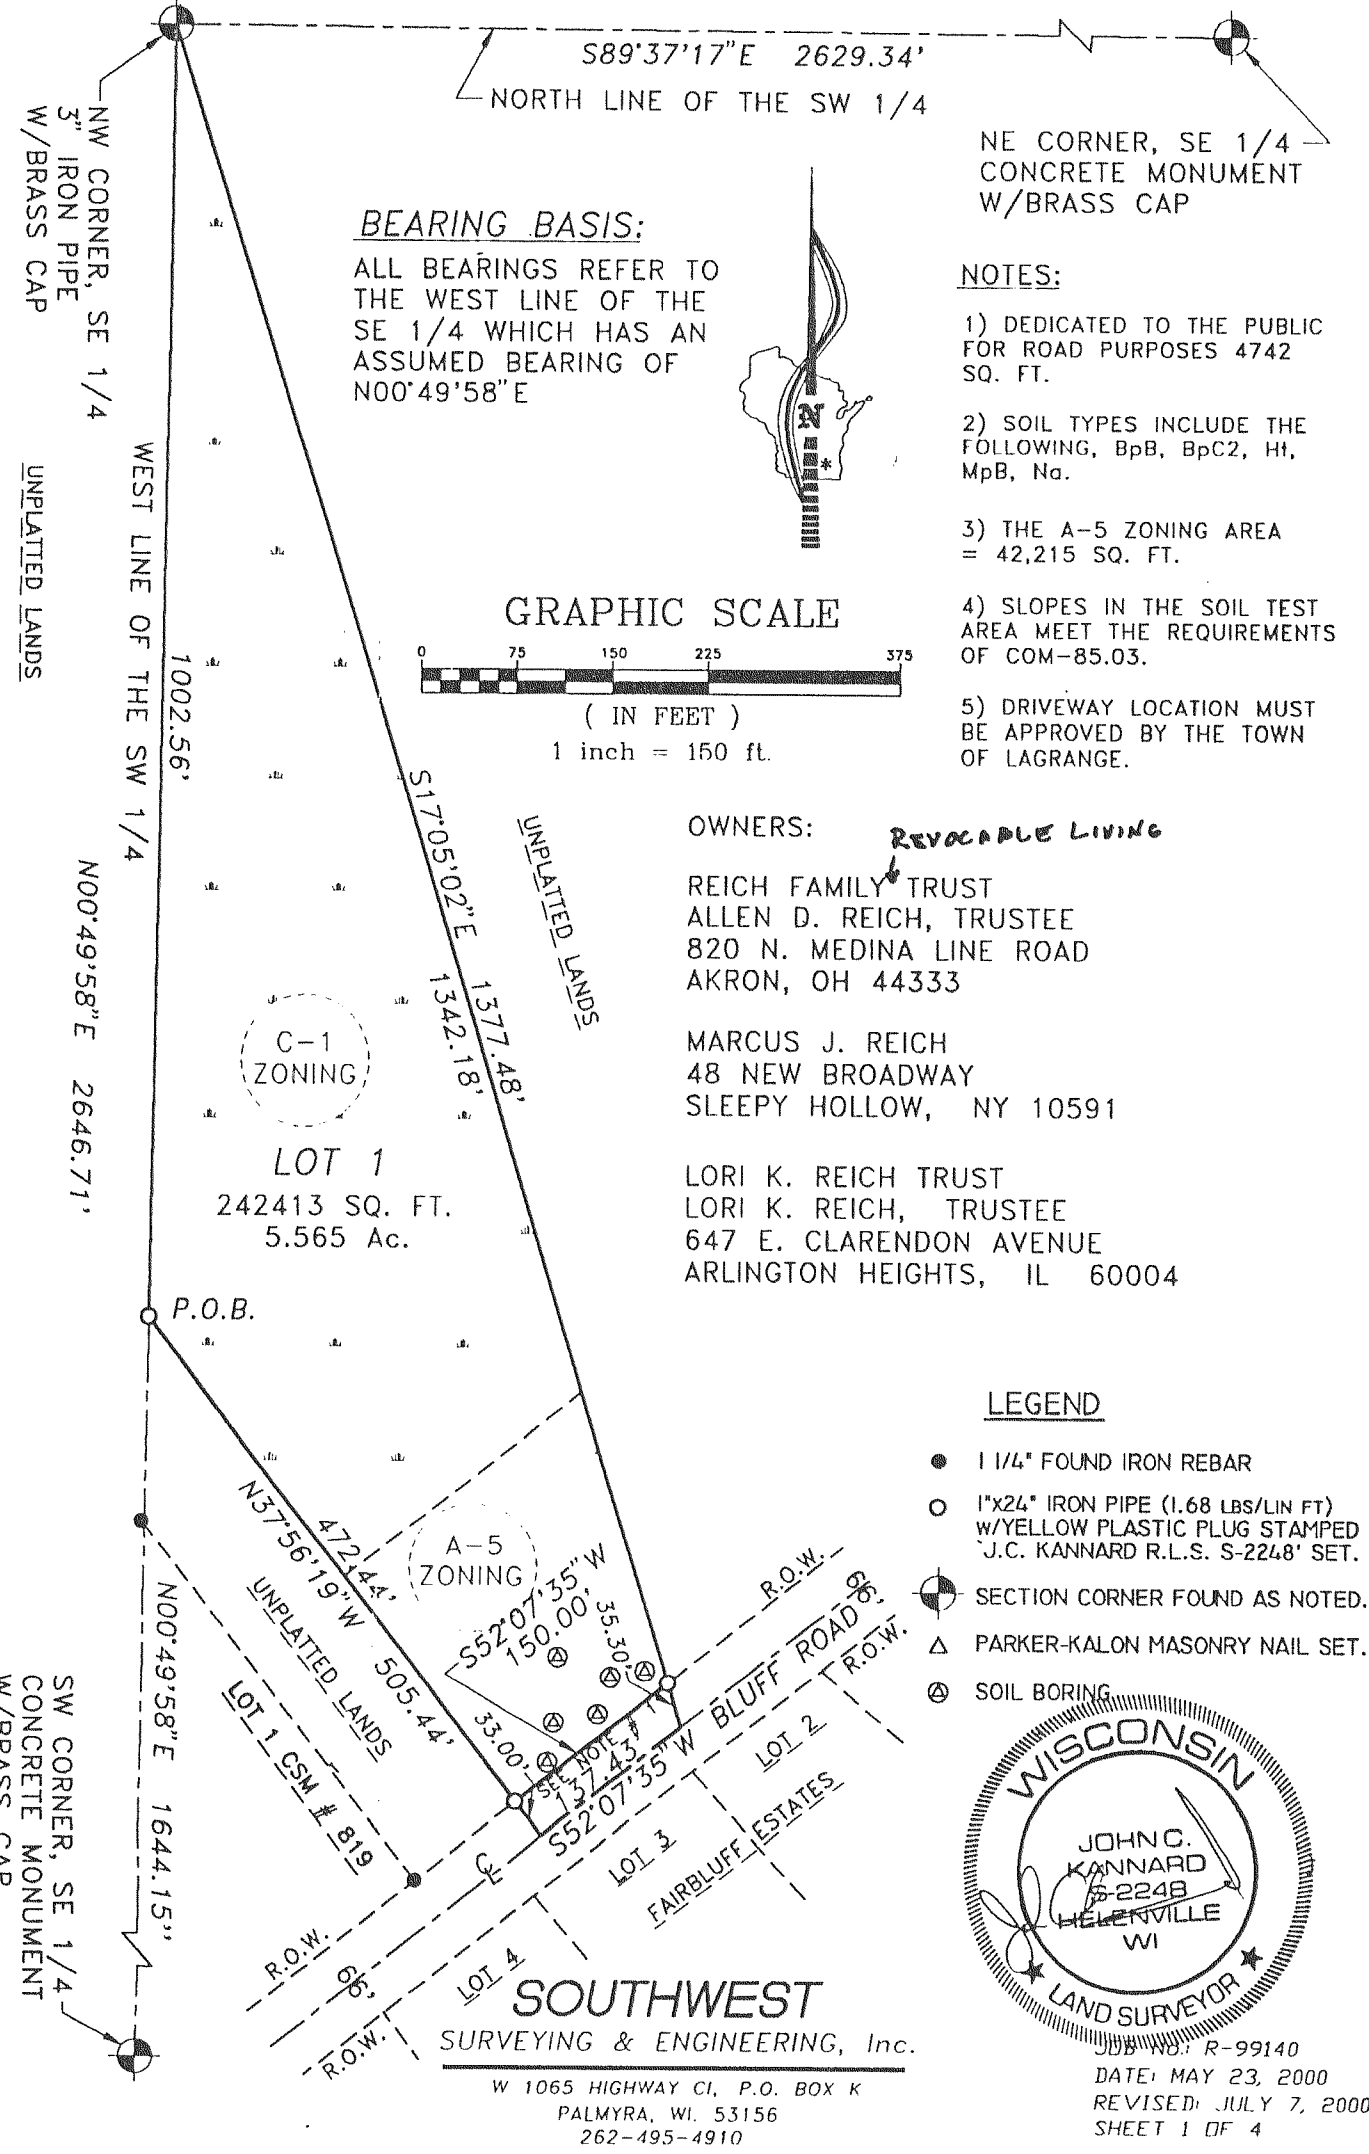 S89°37'17"E 2629.34'
NORTH LINE OF THE SW 1/4
NW CORNER, SE 1/4
3" IRON PIPE
W/BRASS CAP
NE CORNER, SE 1/4
CONCRETE MONUMENT
W/BRASS CAP
BEARING BASIS:
ALL BEARINGS REFER TO
THE WEST LINE OF THE
SE 1/4 WHICH HAS AN
ASSUMED BEARING OF
N00°49'58"E
N
*
NOTES:
1) DEDICATED TO THE PUBLIC
FOR ROAD PURPOSES 4742
SQ. FT.
2) SOIL TYPES INCLUDE THE
FOLLOWING, BpB, BpC2, Ht,
MpB, Na.
3) THE A-5 ZONING AREA
= 42,215 SQ. FT.
4) SLOPES IN THE SOIL TEST
AREA MEET THE REQUIREMENTS
OF COM-85.03.
5) DRIVEWAY LOCATION MUST
BE APPROVED BY THE TOWN
OF LAGRANGE.
UNPLATTED LANDS
WEST LINE OF THE SW 1/4
1002.56'
N00°49'58"E 2646.71'
GRAPHIC SCALE
0 75 150 225 375
( IN FEET )
1 inch = 150 ft.
S17°05'02"E 1377.48'
1342.18'
UNPLATTED LANDS
OWNERS:
REVOCABLE LIVING
REICH FAMILY TRUST
ALLEN D. REICH, TRUSTEE
820 N. MEDINA LINE ROAD
AKRON, OH 44333
MARCUS J. REICH
48 NEW BROADWAY
SLEEPY HOLLOW, NY 10591
LORI K. REICH TRUST
LORI K. REICH, TRUSTEE
647 E. CLARENDON AVENUE
ARLINGTON HEIGHTS, IL 60004
C-1
ZONING
LOT 1
242413 SQ. FT.
5.565 Ac.
P.O.B.
A-5
ZONING
472.44'
N37°56'19"W 505.44'
UNPLATTED LANDS
LOT 1 CSM # 819
N00°49'58"E 1644.15'
S52°07'35"W
150.00'
35.30'
33.00'
SEE NOTE # 1
137.43'
S52°07'35"W
BLUFF ROAD
R.O.W.
66'
R.O.W.
LOT 2
LOT 3
LOT 4
FAIRBLUFF ESTATES
CL
R.O.W.
66'
R.O.W.
SW CORNER, SE 1/4
CONCRETE MONUMENT
W/BRASS CAP
LEGEND
1 1/4" FOUND IRON REBAR
1"X24" IRON PIPE (1.68 LBS/LIN FT)
W/YELLOW PLASTIC PLUG STAMPED
'J.C. KANNARD R.L.S. S-2248' SET.
SECTION CORNER FOUND AS NOTED.
PARKER-KALON MASONRY NAIL SET.
SOIL BORING
WISCONSIN
JOHN C.
KANNARD
S-2248
HELENVILLE
WI
LAND SURVEYOR
SOUTHWEST
SURVEYING & ENGINEERING, Inc.
W 1065 HIGHWAY CI, P.O. BOX K
PALMYRA, WI. 53156
262-495-4910
JOB NO.: R-99140
DATE: MAY 23, 2000
REVISED: JULY 7, 2000
SHEET 1 OF 4